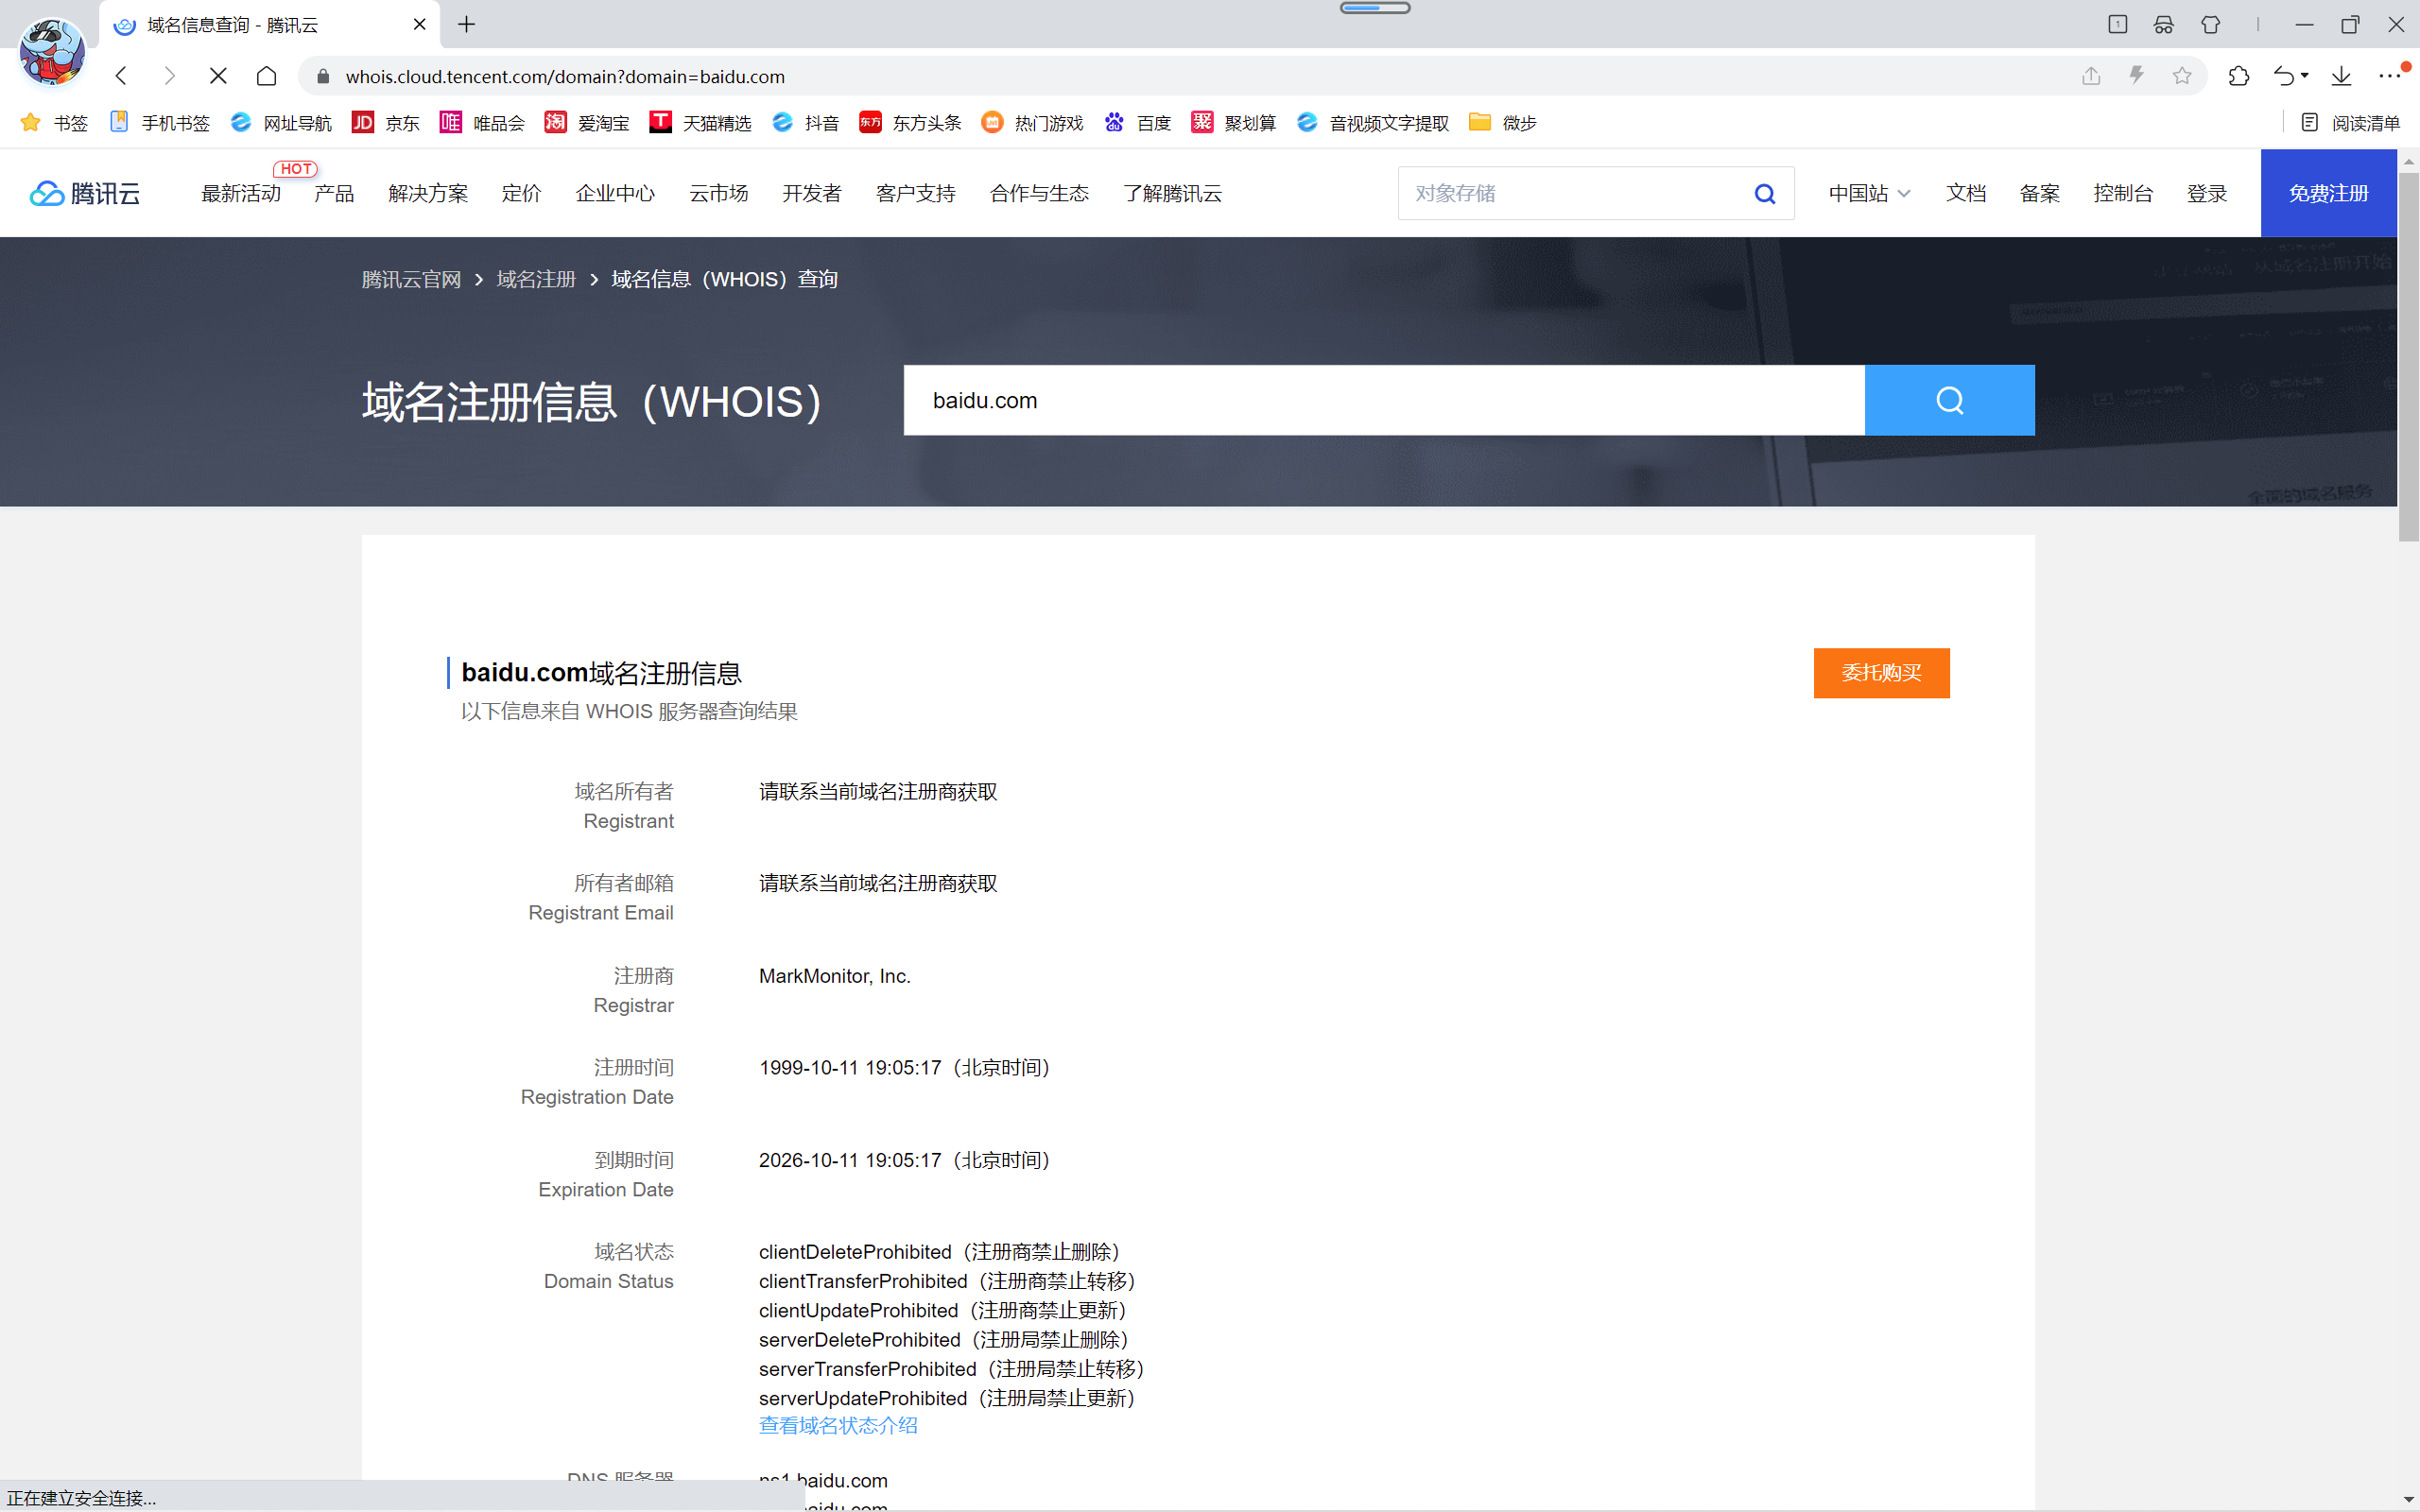 域名信息查询 - 腾讯云
whois.cloud.tencent.com/domain?domain=baidu.com
书签 手机书签 网址导航 JD 京东 唯 唯品会 淘 爱淘宝 T 天猫精选 抖音 东方 东方头条 热门游戏 du 百度 聚 聚划算 音视频文字提取 微步 阅读清单
HOT
腾讯云 最新活动 产品 解决方案 定价 企业中心 云市场 开发者 客户支持 合作与生态 了解腾讯云 对象存储 中国站 文档 备案 控制台 登录 免费注册
腾讯云官网 > 域名注册 > 域名信息（WHOIS）查询
域名注册信息（WHOIS） baidu.com
全面的域名服务
baidu.com域名注册信息 委托购买
以下信息来自 WHOIS 服务器查询结果
域名所有者 请联系当前域名注册商获取
Registrant
所有者邮箱 请联系当前域名注册商获取
Registrant Email
注册商 MarkMonitor, Inc.
Registrar
注册时间 1999-10-11 19:05:17（北京时间）
Registration Date
到期时间 2026-10-11 19:05:17（北京时间）
Expiration Date
域名状态 clientDeleteProhibited（注册商禁止删除）
Domain Status clientTransferProhibited（注册商禁止转移）
clientUpdateProhibited（注册商禁止更新）
serverDeleteProhibited（注册局禁止删除）
serverTransferProhibited（注册局禁止转移）
serverUpdateProhibited（注册局禁止更新）
查看域名状态介绍
DNS 服务器 ns1.baidu.com
正在建立安全连接...